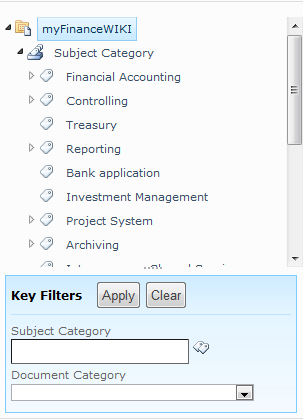 myFinanceWIKI
Subject Category
Financial Accounting
Controlling
Treasury
Reporting
Bank application
Investment Management
Project System
Archiving
Key Filters
Apply
Clear
Subject Category
Document Category